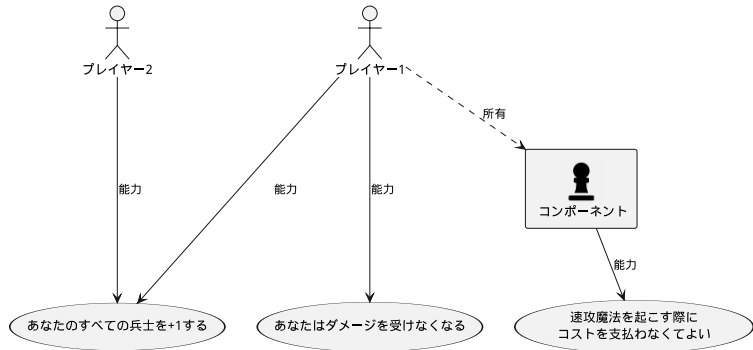 プレイヤー2
プレイヤー1
所有
コンポーネント
能力
能力
能力
能力
あなたのすべての兵士を+1する
あなたはダメージを受けなくなる
速攻魔法を起こす際に
コストを支払わなくてよい